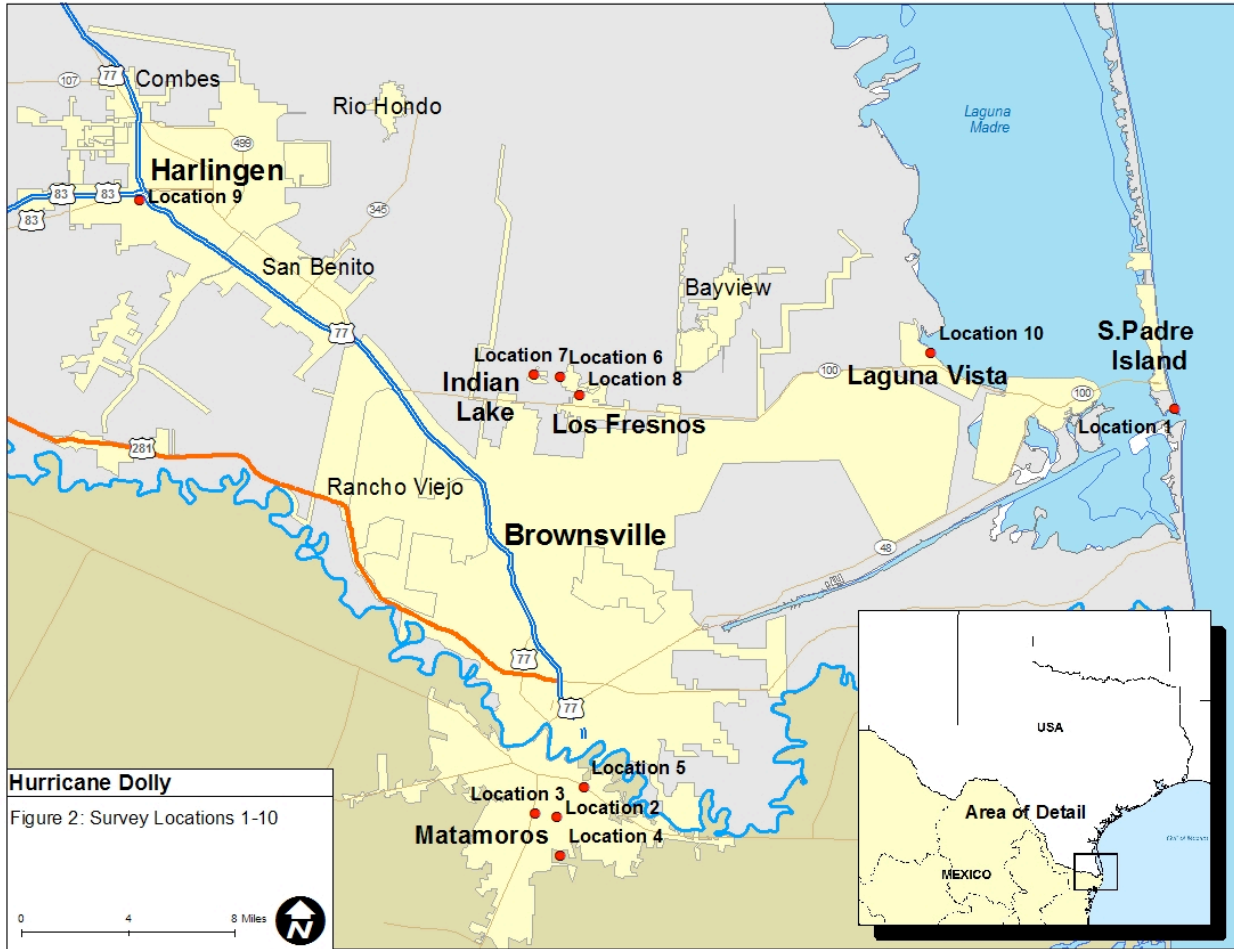 77
Combes
107
Rio Hondo
Laguna
Madre
499
Harlingen
83
83
Location 9
83
345
San Benito
Bayview
77
Location 10
S.Padre
Island
Location 7
Location 6
Location 8
Indian
Lake
100
Laguna Vista
100
Los Fresnos
Location 1
281
Rancho Viejo
Brownsville
48
77
77
Location 5
Location 3
Location 2
Matamoros
Location 4
Hurricane Dolly
Figure 2: Survey Locations 1-10
0 4 8 Miles
N
USA
Area of Detail
Gulf of Mexico
MEXICO